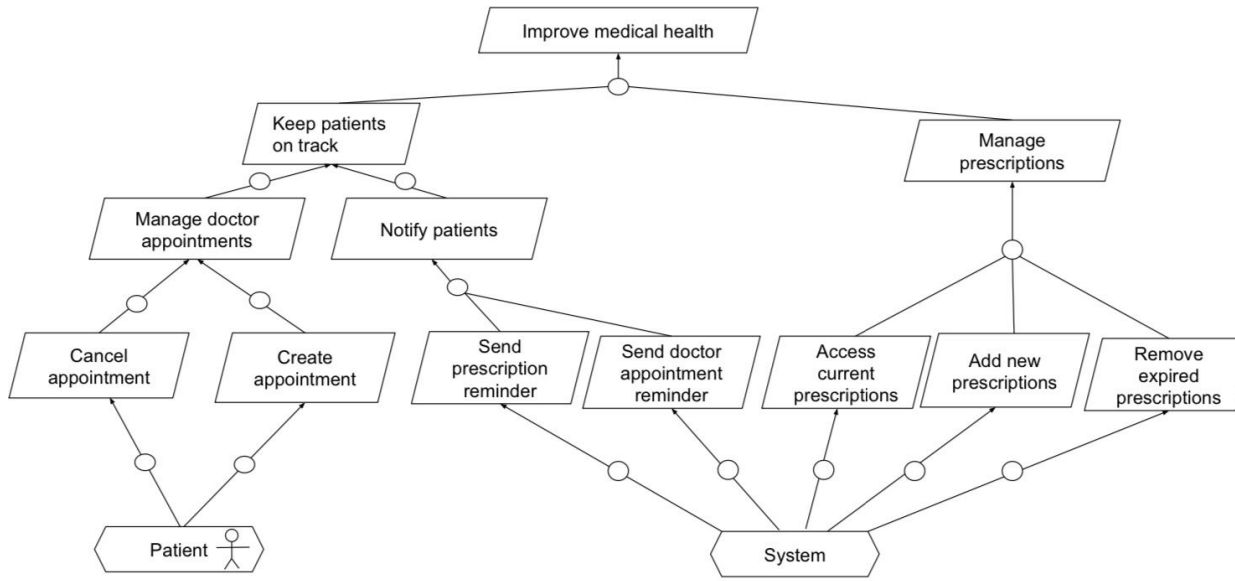 Improve medical health
Keep patients
on track
Manage
prescriptions
Manage doctor
appointments
Notify patients
Cancel
appointment
Create
appointment
Send
prescription
reminder
Send doctor
appointment
reminder
Access
current
prescriptions
Add new
prescriptions
Remove
expired
prescriptions
Patient
System